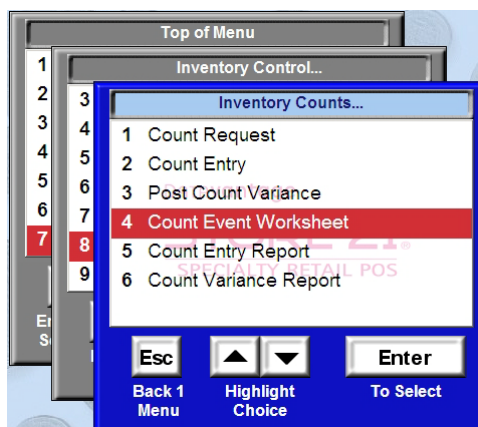 Top of Menu
Inventory Control...
Inventory Counts...
1
2
3
4
5
6
7
3
4
5
6
7
8
9
1 Count Request
2 Count Entry
3 Post Count Variance
4 Count Event Worksheet
5 Count Entry Report
6 Count Variance Report
SPECIALTY RETAIL POS
Esc
Enter
Back 1
Menu
Highlight
Choice
To Select